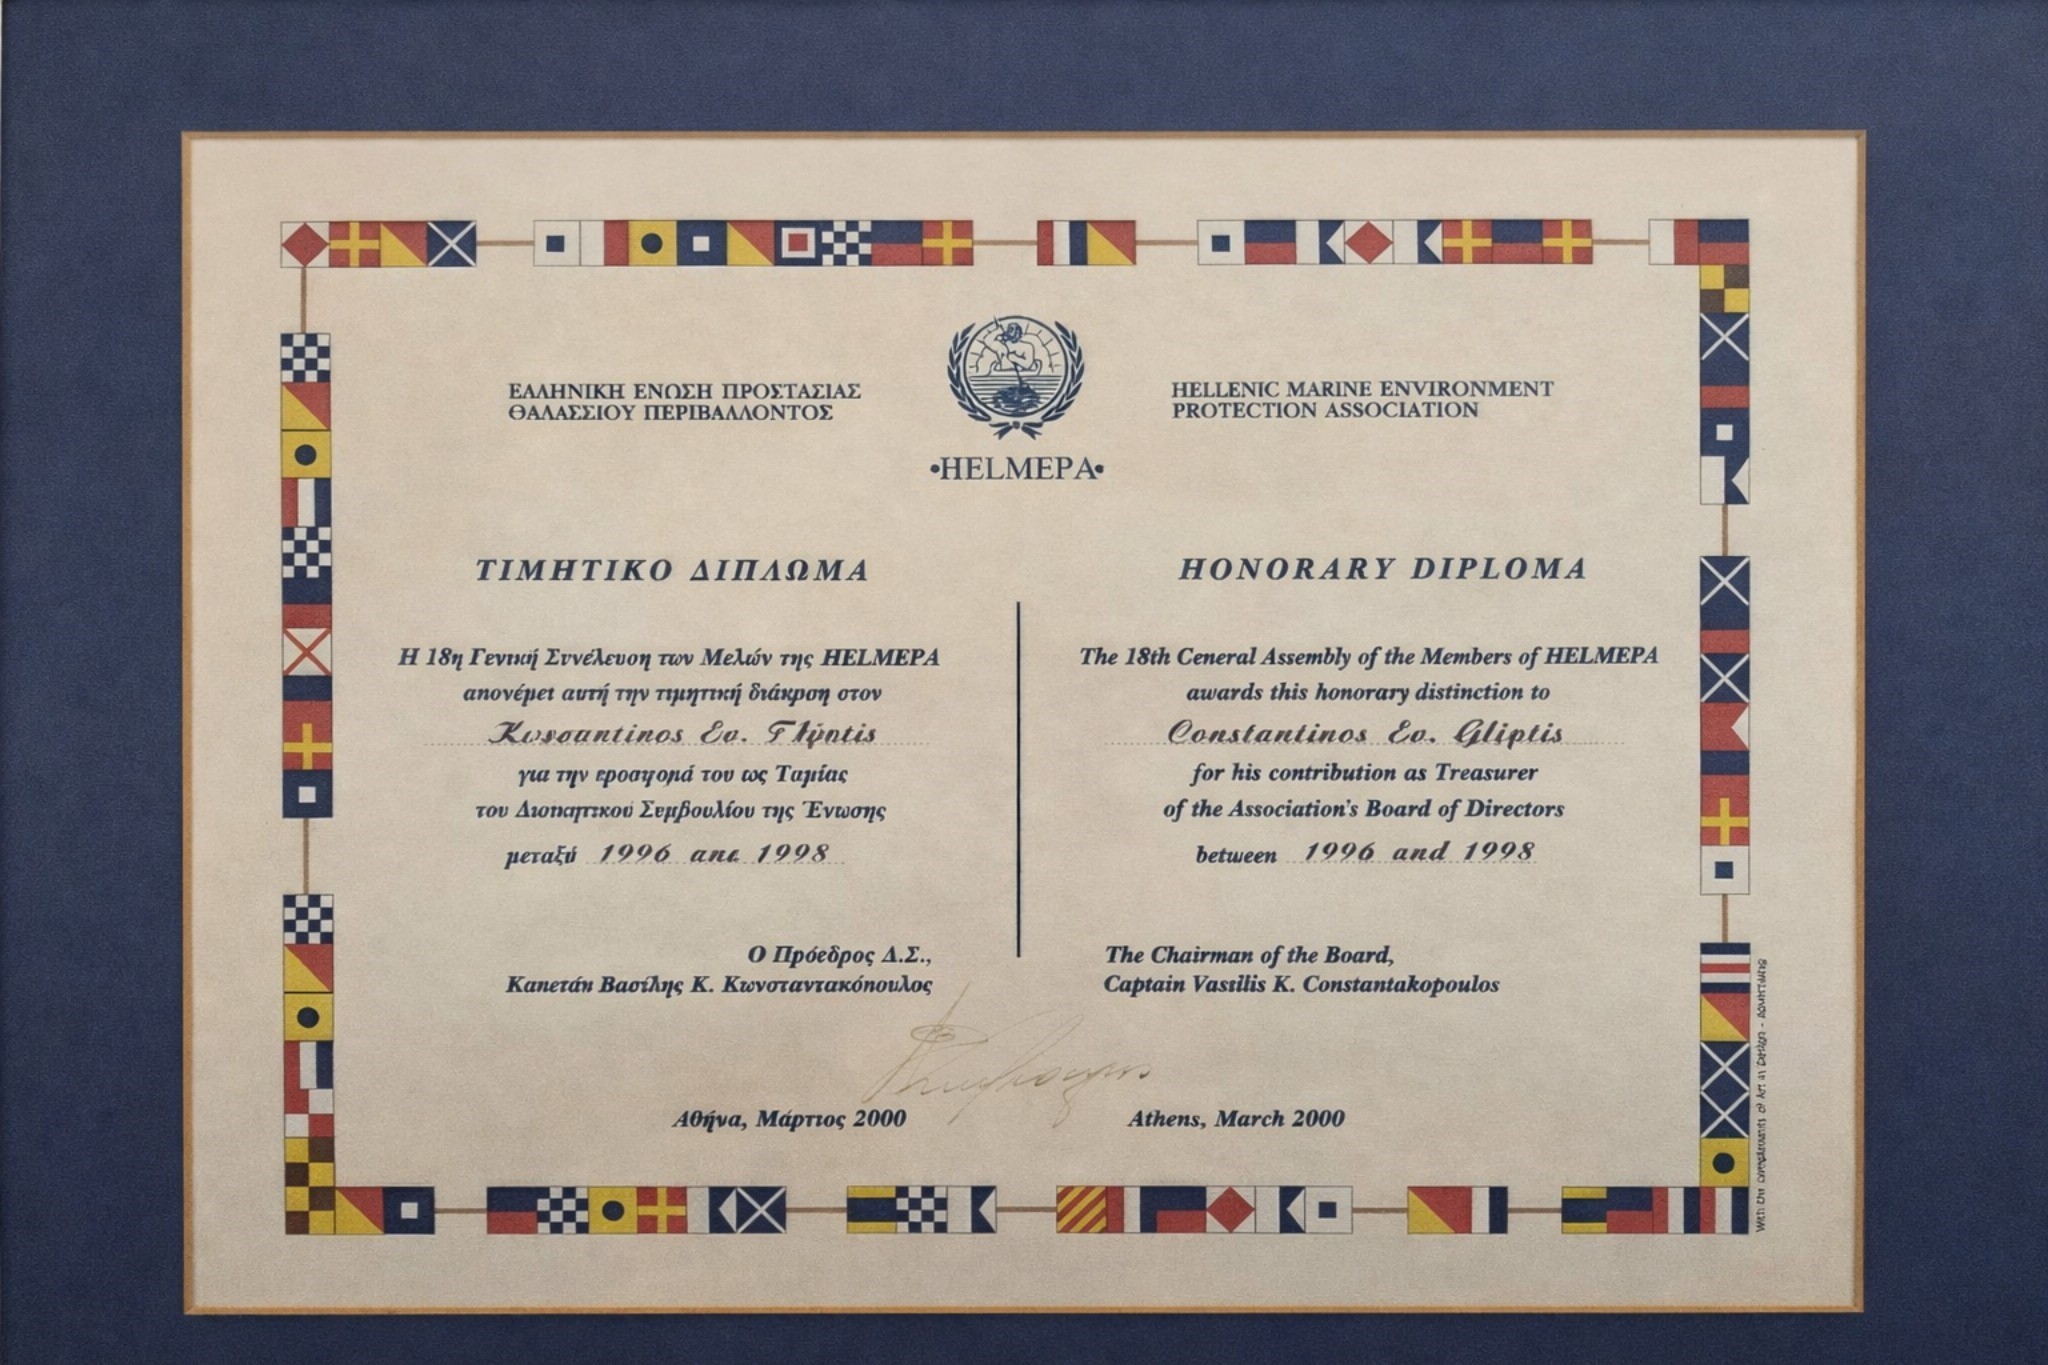 ΕΛΛΗΝΙΚΗ ΕΝΩΣΗ ΠΡΟΣΤΑΣΙΑΣ
ΘΑΛΑΣΣΙΟΥ ΠΕΡΙΒΑΛΛΟΝΤΟΣ
HELLENIC MARINE ENVIRONMENT
PROTECTION ASSOCIATION
•HELMEPA•
ΤΙΜΗΤΙΚΟ ΔΙΠΛΩΜΑ
Η 18η Γενική Συνέλευση των Μελών της HELMEPA
απονέμει αυτή την τιμητική διάκριση στον
Ev.
για την του ως Ταμίας
του Συμβουλίου της Ένωσης
μεταξύ 1996 1998
Ο Πρόεδρος Δ.Σ.,
Καπετάν Βασίλης Κ. Κωνσταντακόπουλος
Αθήνα, Μάρτιος 2000
HONORARY DIPLOMA
The 18th General Assembly of the Members of HELMEPA
awards this honorary distinction to
Constantinos Ev. Gliptis
for his contribution as Treasurer
of the Association's Board of Directors
between 1996 and 1998
The Chairman of the Board,
Captain Vassilis K. Constantakopoulos
Athens, March 2000